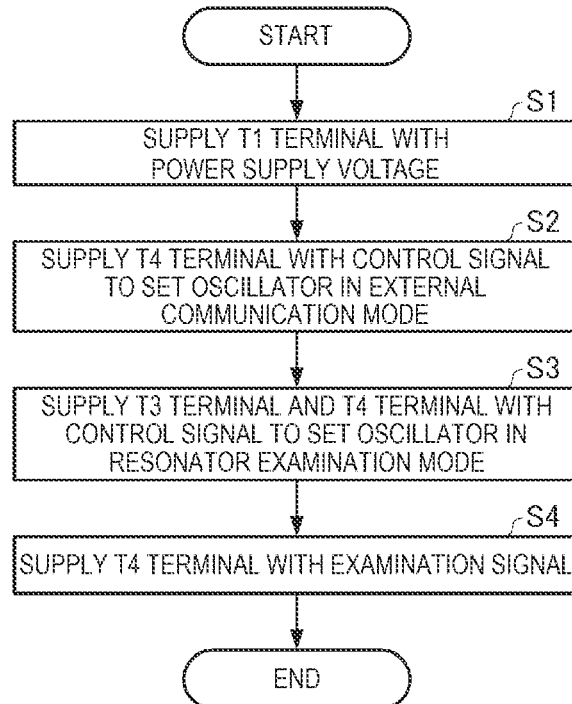 START
S1
SUPPLY T1 TERMINAL WITH
POWER SUPPLY VOLTAGE
S2
SUPPLY T4 TERMINAL WITH CONTROL SIGNAL
TO SET OSCILLATOR IN EXTERNAL
COMMUNICATION MODE
S3
SUPPLY T3 TERMINAL AND T4 TERMINAL WITH
CONTROL SIGNAL TO SET OSCILLATOR IN
RESONATOR EXAMINATION MODE
S4
SUPPLY T4 TERMINAL WITH EXAMINATION SIGNAL
END